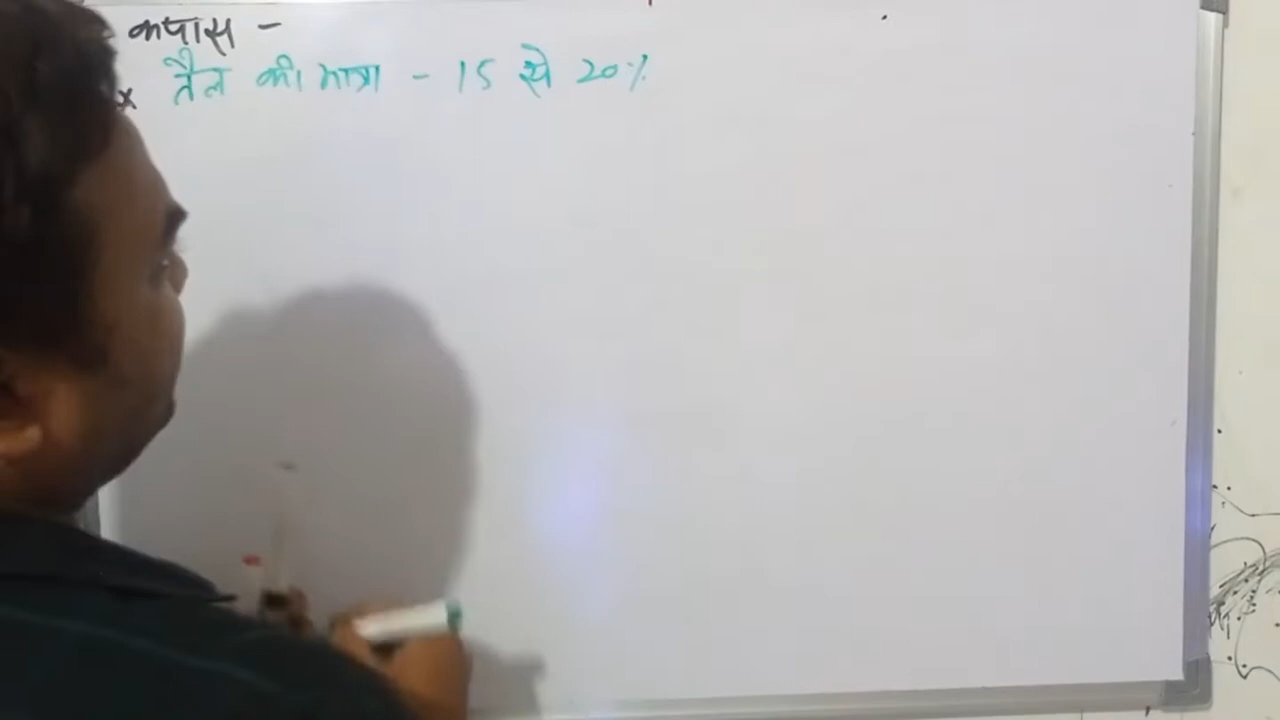 कपास -
× तैल की मात्रा - 15 से 20%